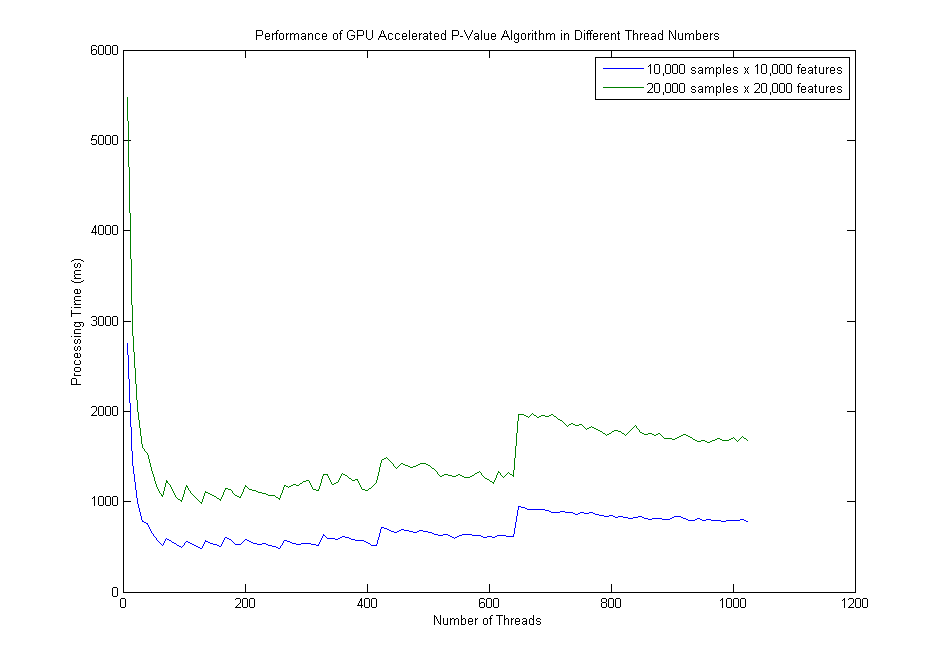 Performance of GPU Accelerated P-Value Algorithm in Different Thread Numbers
10,000 samples x 10,000 features
20,000 samples x 20,000 features
6000
5000
4000
3000
2000
1000
0
Processing Time (ms)
0 200 400 600 800 1000 1200
Number of Threads